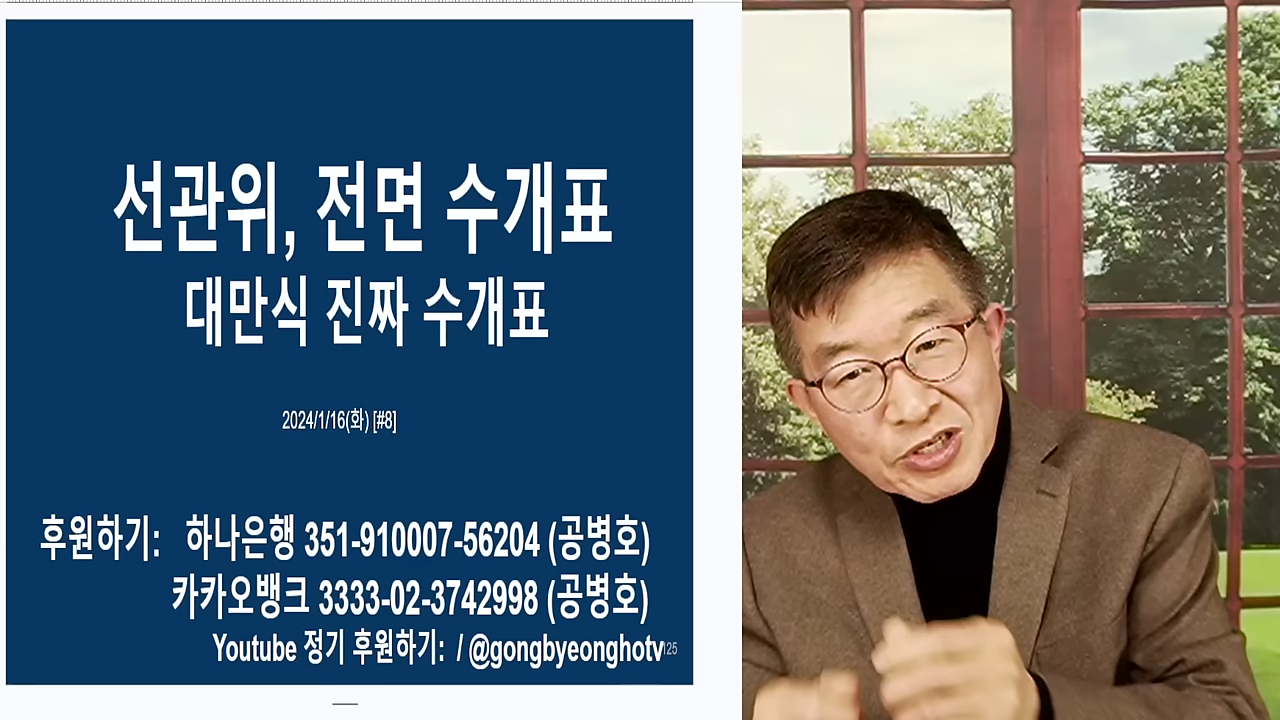 선관위, 전면 수개표
대만식 진짜 수개표
2024/1/16(화) [#8]
후원하기: 하나은행 351-910007-56204 (공병호)
카카오뱅크 3333-02-3742998 (공병호)
Youtube 정기 후원하기: / @gongbyeonghotv
125